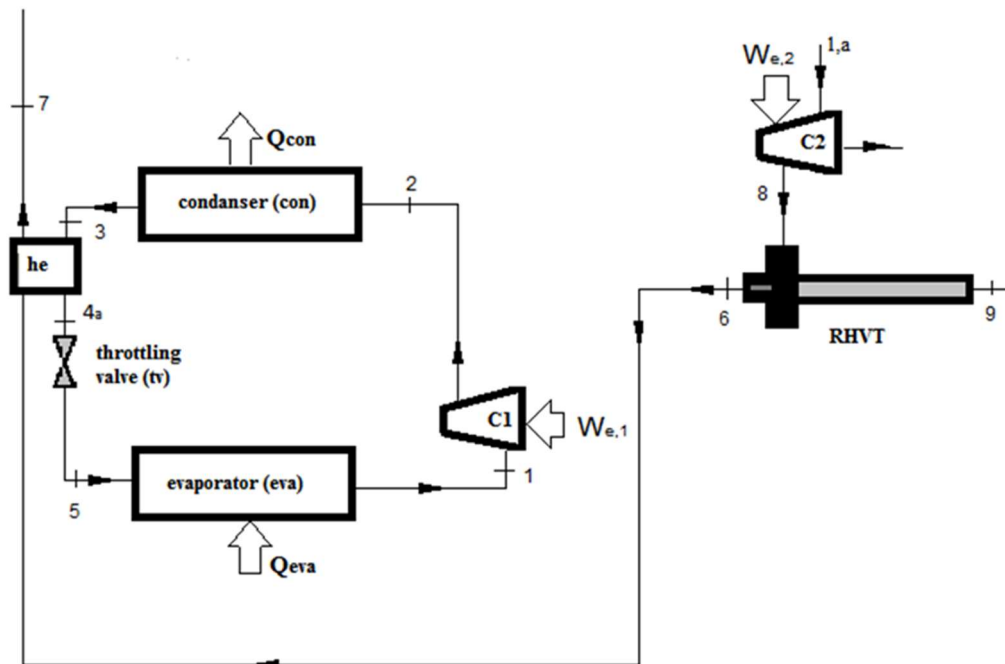 7
Qcon
condanser (con)
2
3
he
4a
throttling
valve (tv)
C1
We,1
1
evaporator (eva)
5
Qeva
We,2
1,a
C2
8
6
9
RHVT